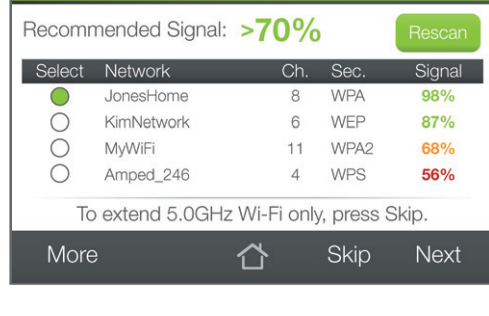 Recommended Signal: >70% Rescan
Select Network Ch. Sec. Signal
JonesHome 8 WPA 98%
KimNetwork 6 WEP 87%
MyWiFi 11 WPA2 68%
Amped_246 4 WPS 56%
To extend 5.0GHz Wi-Fi only, press Skip.
More Skip Next